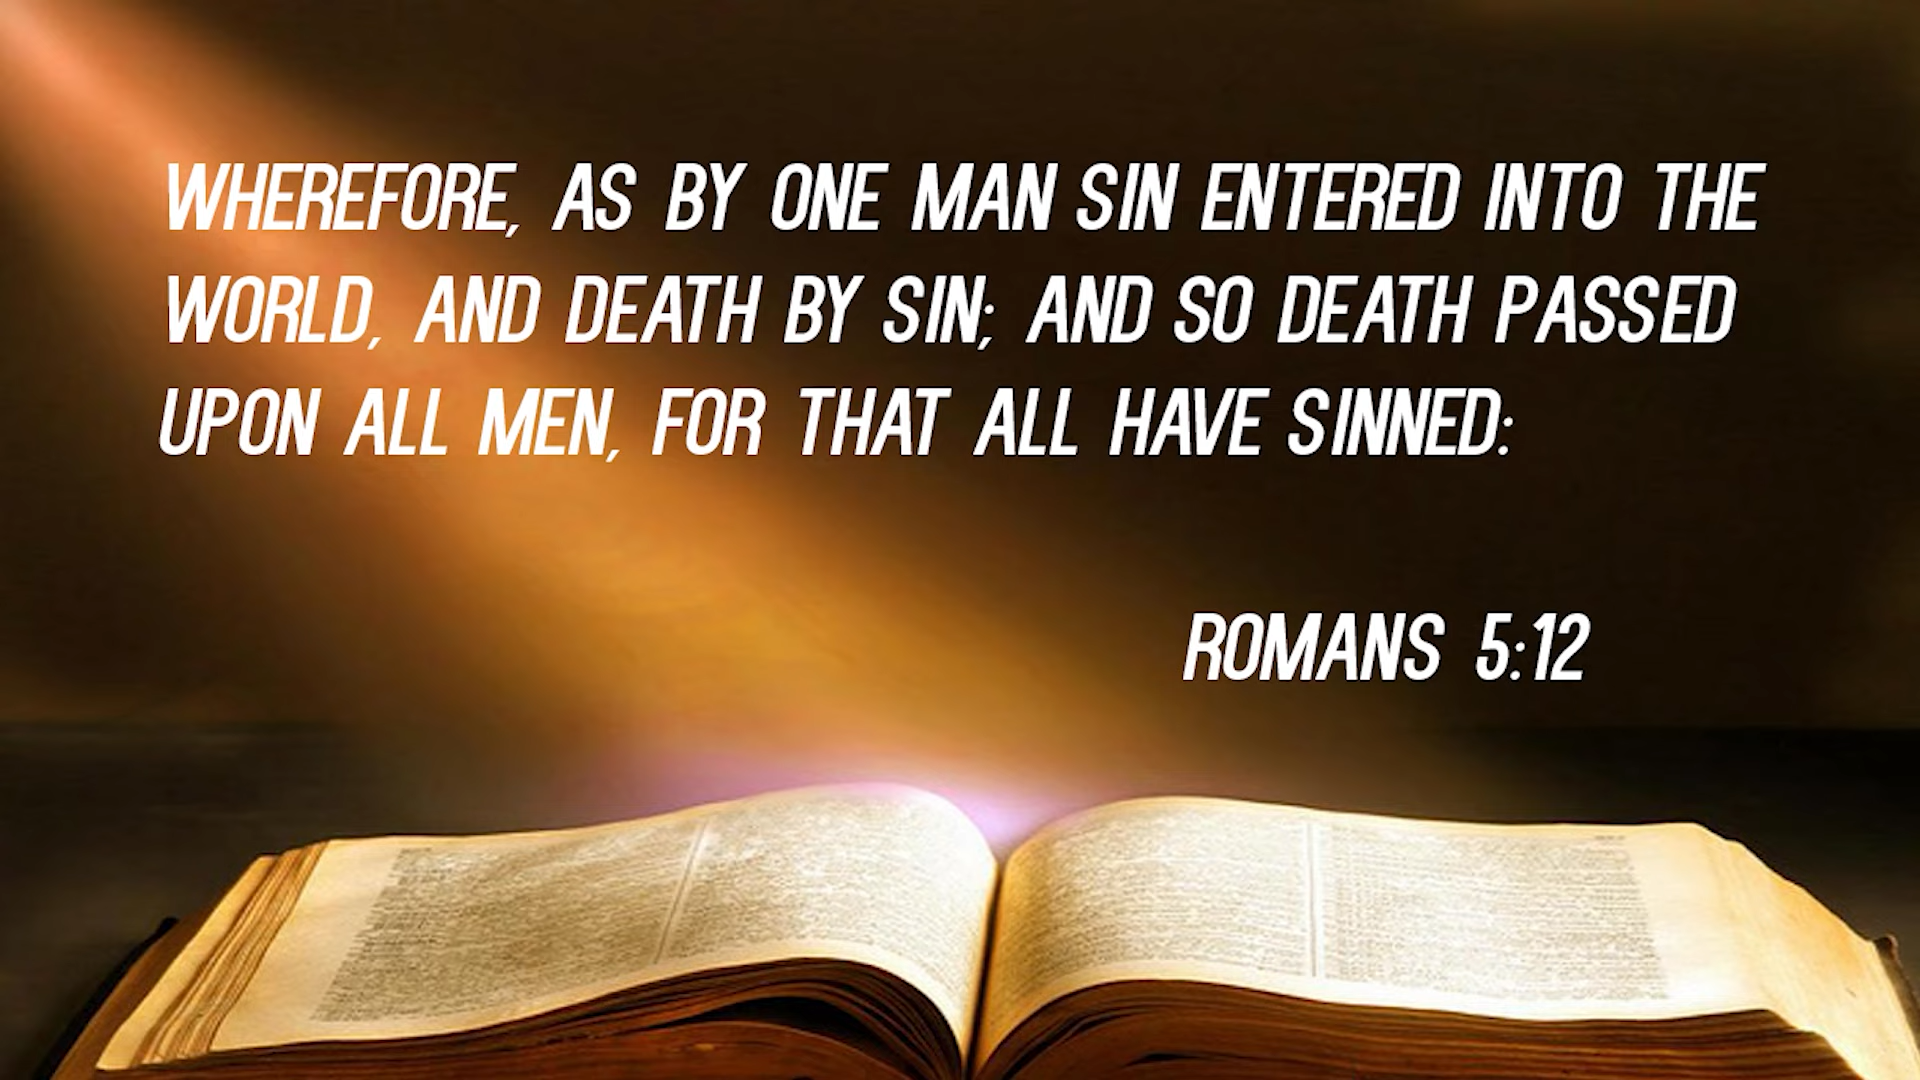 WHEREFORE, AS BY ONE MAN SIN ENTERED INTO THE
WORLD, AND DEATH BY SIN; AND SO DEATH PASSED
UPON ALL MEN, FOR THAT ALL HAVE SINNED:
ROMANS 5:12